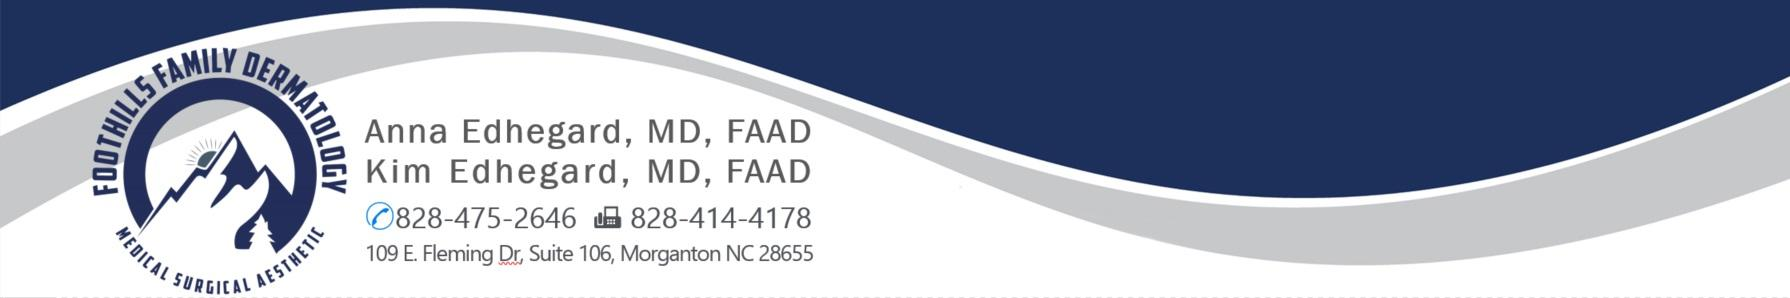 FOOTHILLS FAMILY DERMATOLOGY
MEDICAL SURGICAL AESTHETIC
Anna Edhegard, MD, FAAD
Kim Edhegard, MD, FAAD
828-475-2646 828-414-4178
109 E. Fleming Dr, Suite 106, Morganton NC 28655